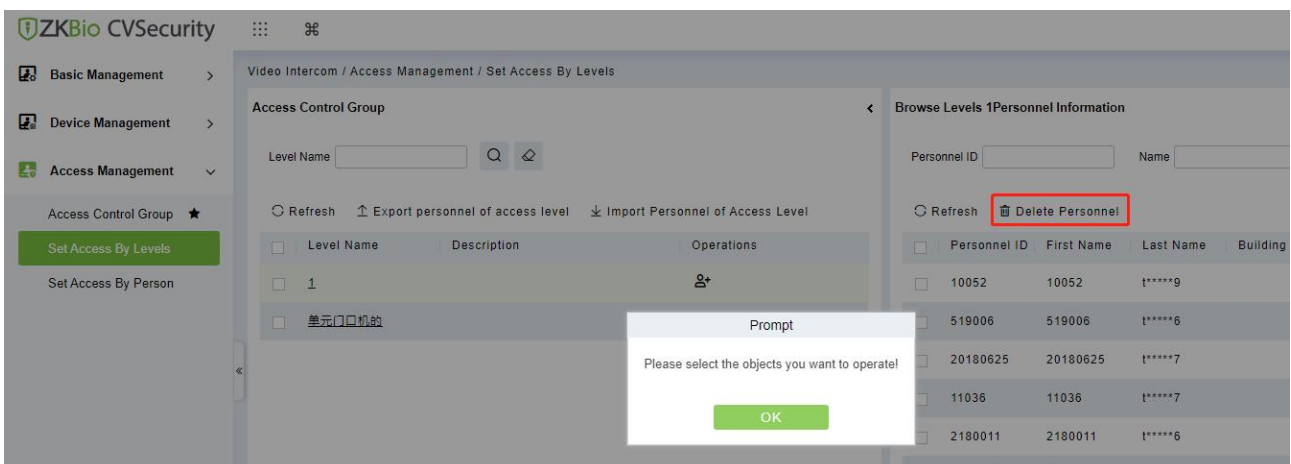 ZKBio CVSecurity
Basic Management
Device Management
Access Management
Access Control Group
Set Access By Levels
Set Access By Person
Video Intercom / Access Management / Set Access By Levels
Access Control Group
Level Name
Refresh Export personnel of access level Import Personnel of Access Level
Level Name Description Operations
1
单元门口机的
Browse Levels 1Personnel Information
Personnel ID Name
Refresh Delete Personnel
Personnel ID First Name Last Name Building
10052 10052 t*****9
519006 519006 t*****6
20180625 20180625 t*****7
11036 11036 t*****7
2180011 2180011 t*****6
Prompt
Please select the objects you want to operate!
OK